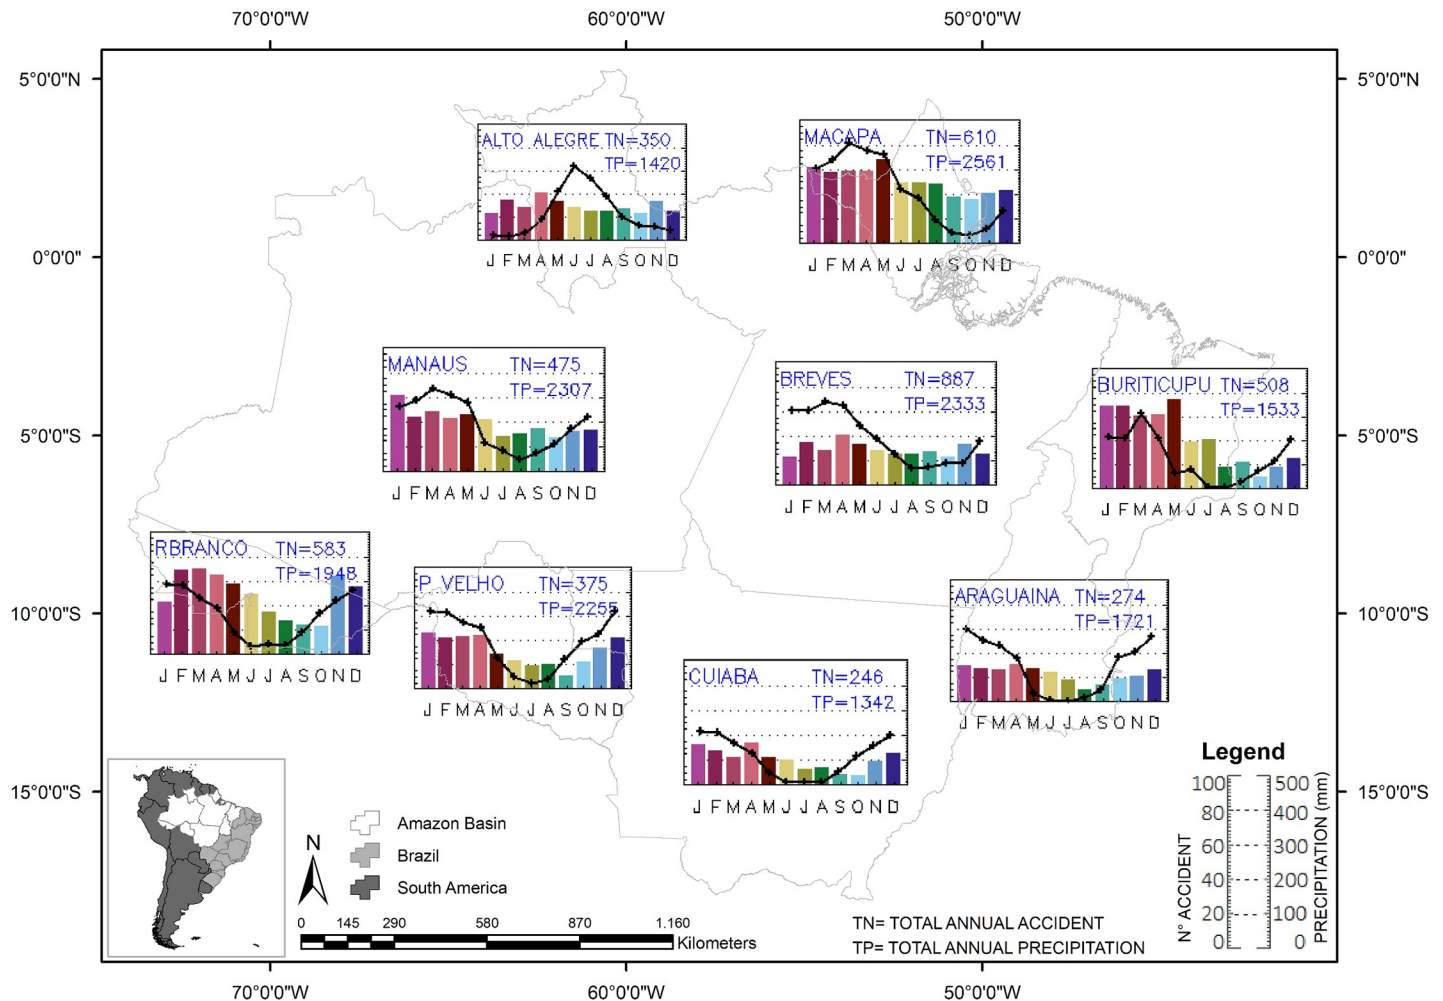 70°0'0"W 60°0'0"W 50°0'0"W
5°0'0"N 5°0'0"N
ALTO ALEGRE TN=350
TP=1420
J F M A M J J A S O N D
MACAPA TN=610
TP=2561
J F M A M J J A S O N D
0°0'0" 0°0'0"
MANAUS TN=475
TP=2307
J F M A M J J A S O N D
BREVES TN=887
TP=2333
J F M A M J J A S O N D
BURITICUPU TN=508
TP=1533
J F M A M J J A S O N D
5°0'0"S 5°0'0"S
RBRANCO TN=583
TP=1948
J F M A M J J A S O N D
P VELHO TN=375
TP=2255
J F M A M J J A S O N D
ARAGUAINA TN=274
TP=1721
J F M A M J J A S O N D
10°0'0"S 10°0'0"S
CUIABA TN=246
TP=1342
J F M A M J J A S O N D
15°0'0"S 15°0'0"S
Legend
100 500
80 400
60 300
40 200
20 100
0 0
N° ACCIDENT
PRECIPITATION (mm)
Amazon Basin
Brazil
South America
N
0 145 290 580 870 1.160
Kilometers
TN= TOTAL ANNUAL ACCIDENT
TP= TOTAL ANNUAL PRECIPITATION
70°0'0"W 60°0'0"W 50°0'0"W